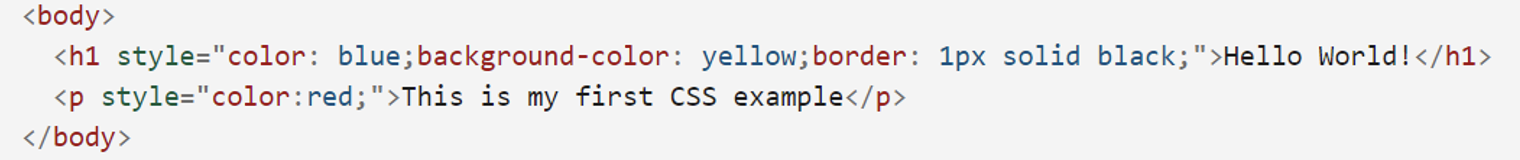 <body>
<h1 style="color: blue;background-color: yellow;border: 1px solid black;">Hello World!</h1>
<p style="color:red;">This is my first CSS example</p>
</body>